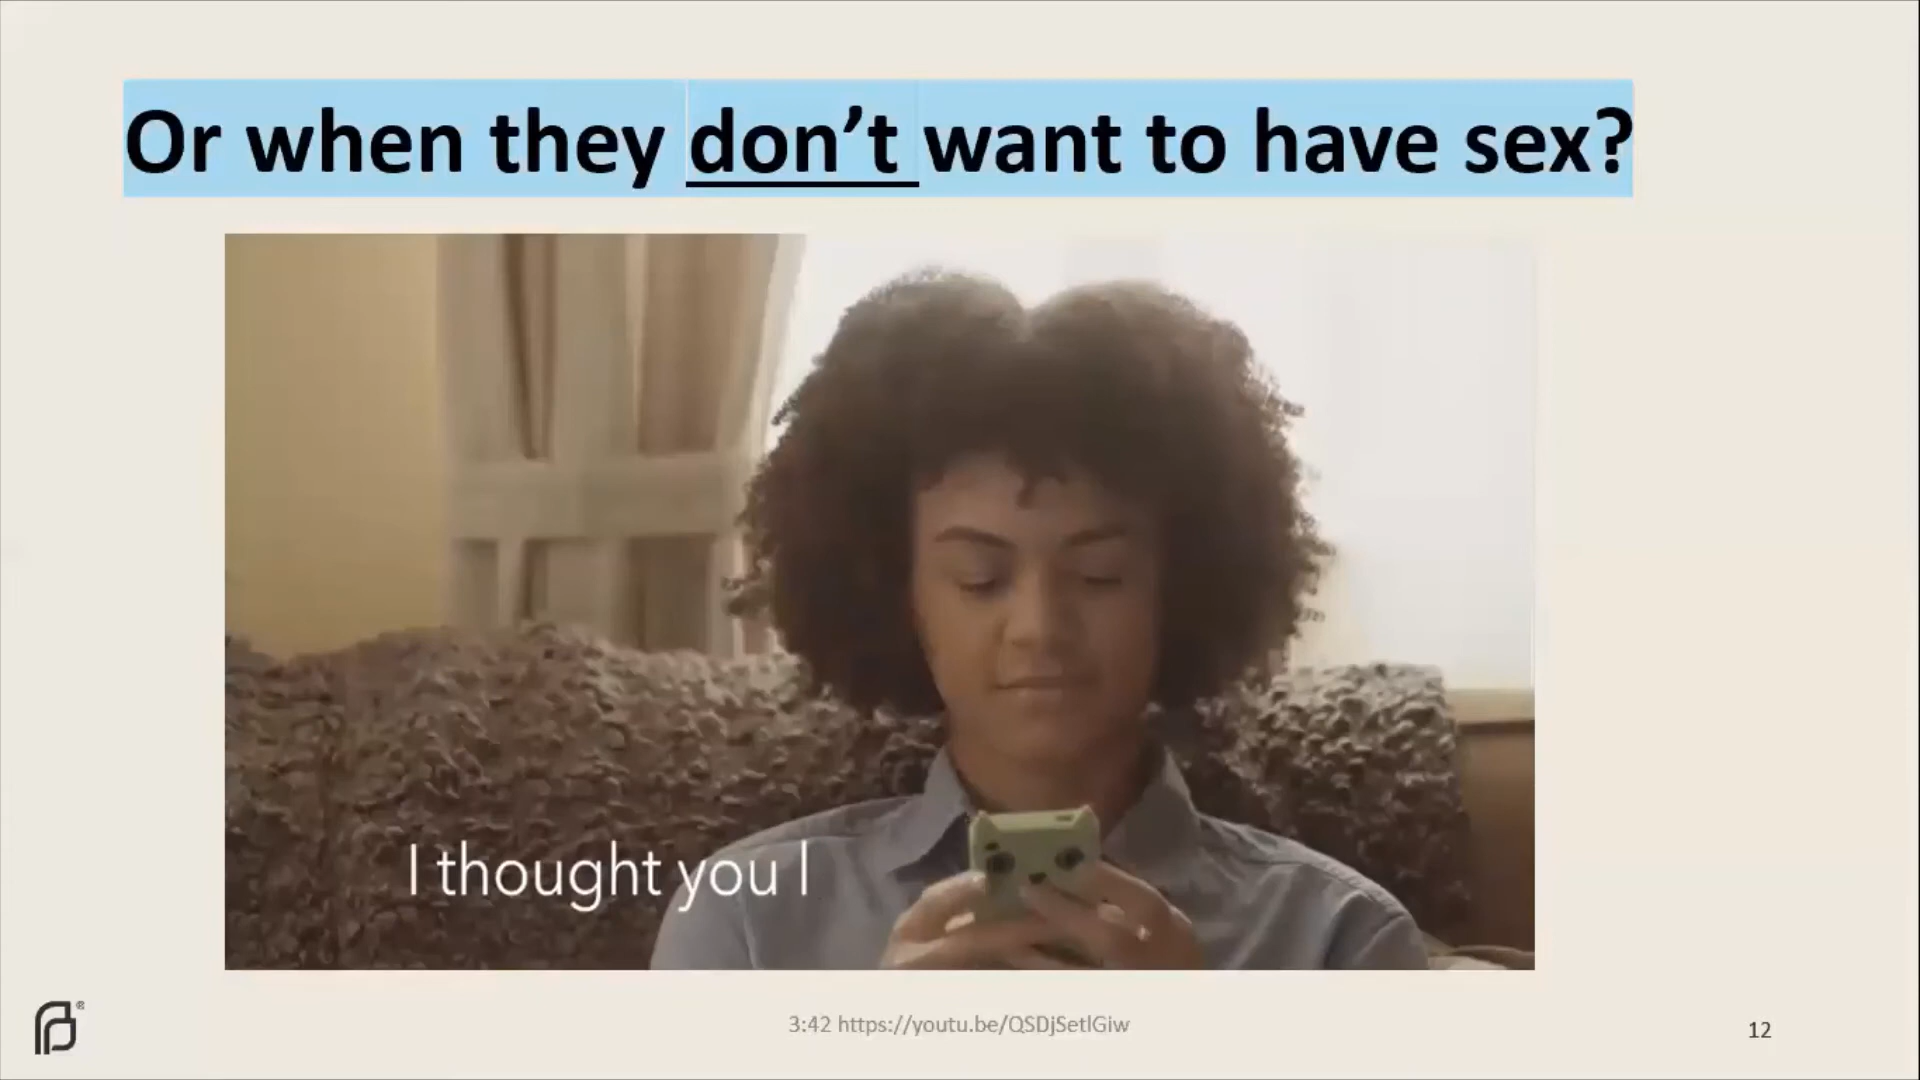 Or when they don’t want to have sex?
I thought you l
3:42 https://youtu.be/QSDjSetlGiw
12